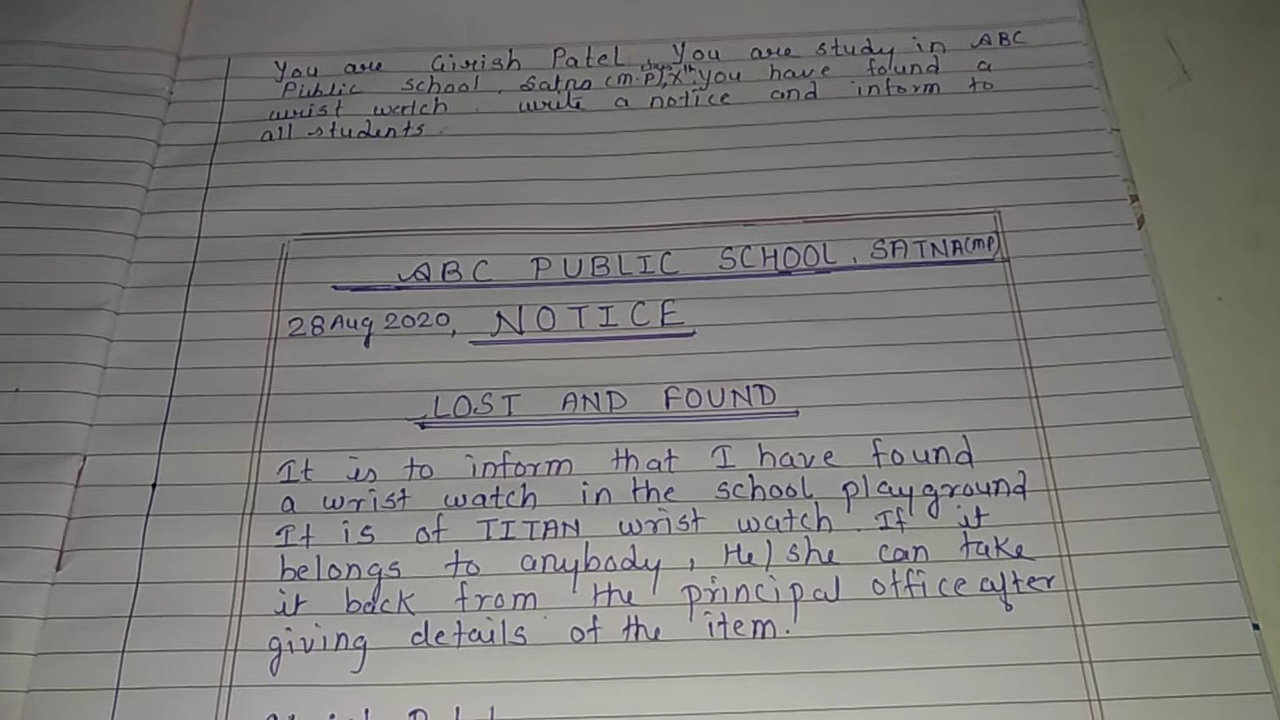 You are Girish Patel. You are study in ABC
Public school, Satna (M.P), Xth you have found a
wrist watch. write a notice and inform to
all students.
ABC PUBLIC SCHOOL, SATNA(MP)
28 Aug 2020, NOTICE
LOST AND FOUND
It is to inform that I have found
a wrist watch in the school playground
It is of TITAN wrist watch. If it
belongs to anybody, He/she can take
it back from the principal office after
giving details of the item.